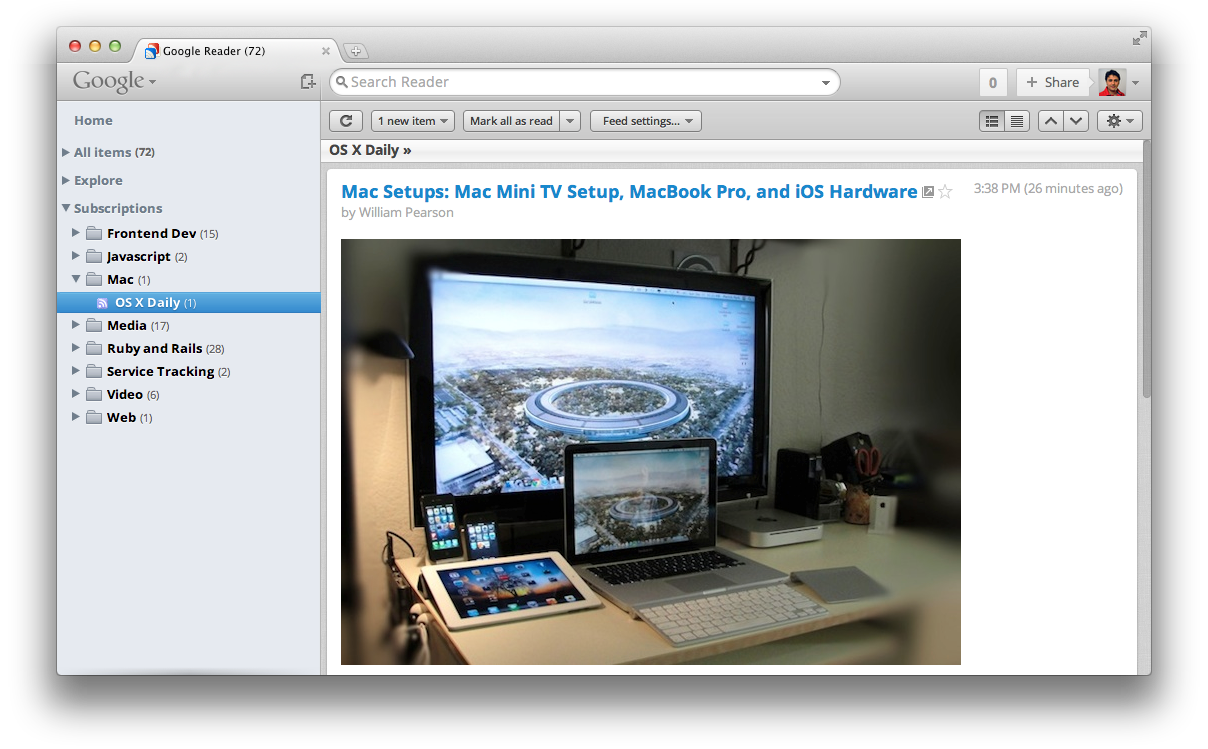 Google Reader (72)
Google
Search Reader
0
+ Share
Home
All items (72)
Explore
Subscriptions
Frontend Dev (15)
Javascript (2)
Mac (1)
OS X Daily (1)
Media (17)
Ruby and Rails (28)
Service Tracking (2)
Video (6)
Web (1)
1 new item
Mark all as read
Feed settings...
OS X Daily »
Mac Setups: Mac Mini TV Setup, MacBook Pro, and iOS Hardware
3:38 PM (26 minutes ago)
by William Pearson